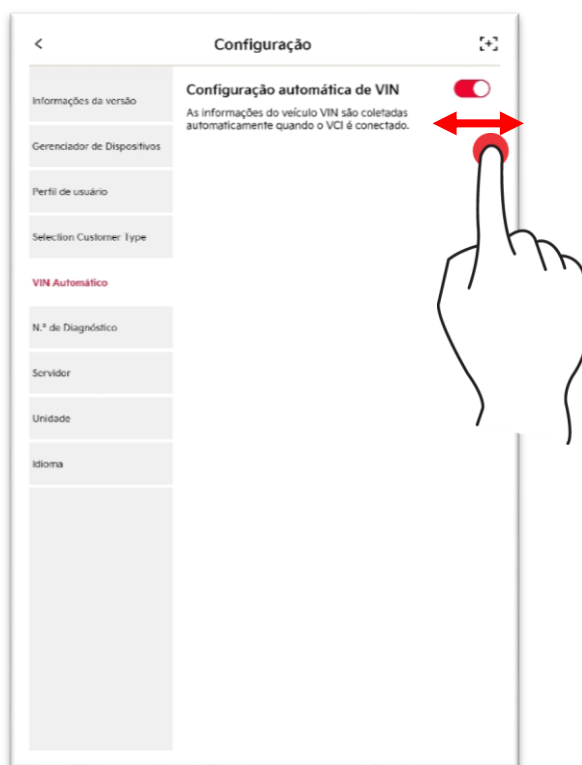 Configuração
Informações da versão
Gerenciador de Dispositivos
Perfil de usuário
Selection Customer Type
VIN Automático
N.º de Diagnóstico
Servidor
Unidade
Idioma
Configuração automática de VIN
As informações do veículo VIN são coletadas
automaticamente quando o VCI é conectado.